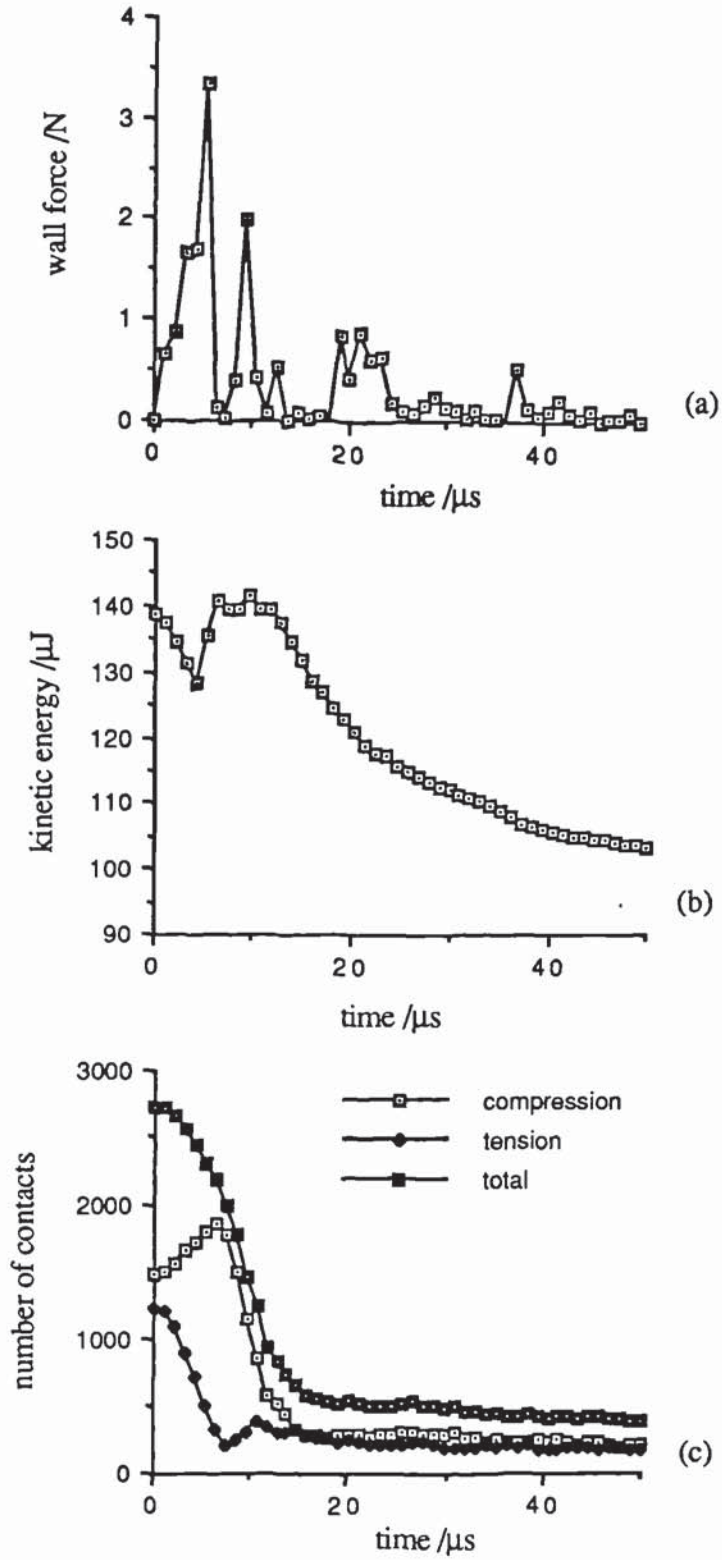 4
3
2
1
0
wall force /N
0
20
40
time /μs
(a)
150
140
130
120
110
100
90
kinetic energy /μJ
0
20
40
time /μs
(b)
3000
2000
1000
0
number of contacts
compression
tension
total
0
20
40
time /μs
(c)